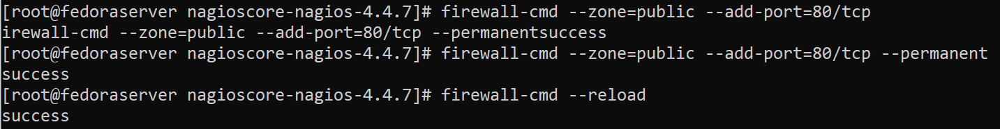 [root@fedoraserver nagioscore-nagios-4.4.7]# firewall-cmd --zone=public --add-port=80/tcp
irewall-cmd --zone=public --add-port=80/tcp --permanentsuccess
[root@fedoraserver nagioscore-nagios-4.4.7]# firewall-cmd --zone=public --add-port=80/tcp --permanent
success
[root@fedoraserver nagioscore-nagios-4.4.7]# firewall-cmd --reload
success